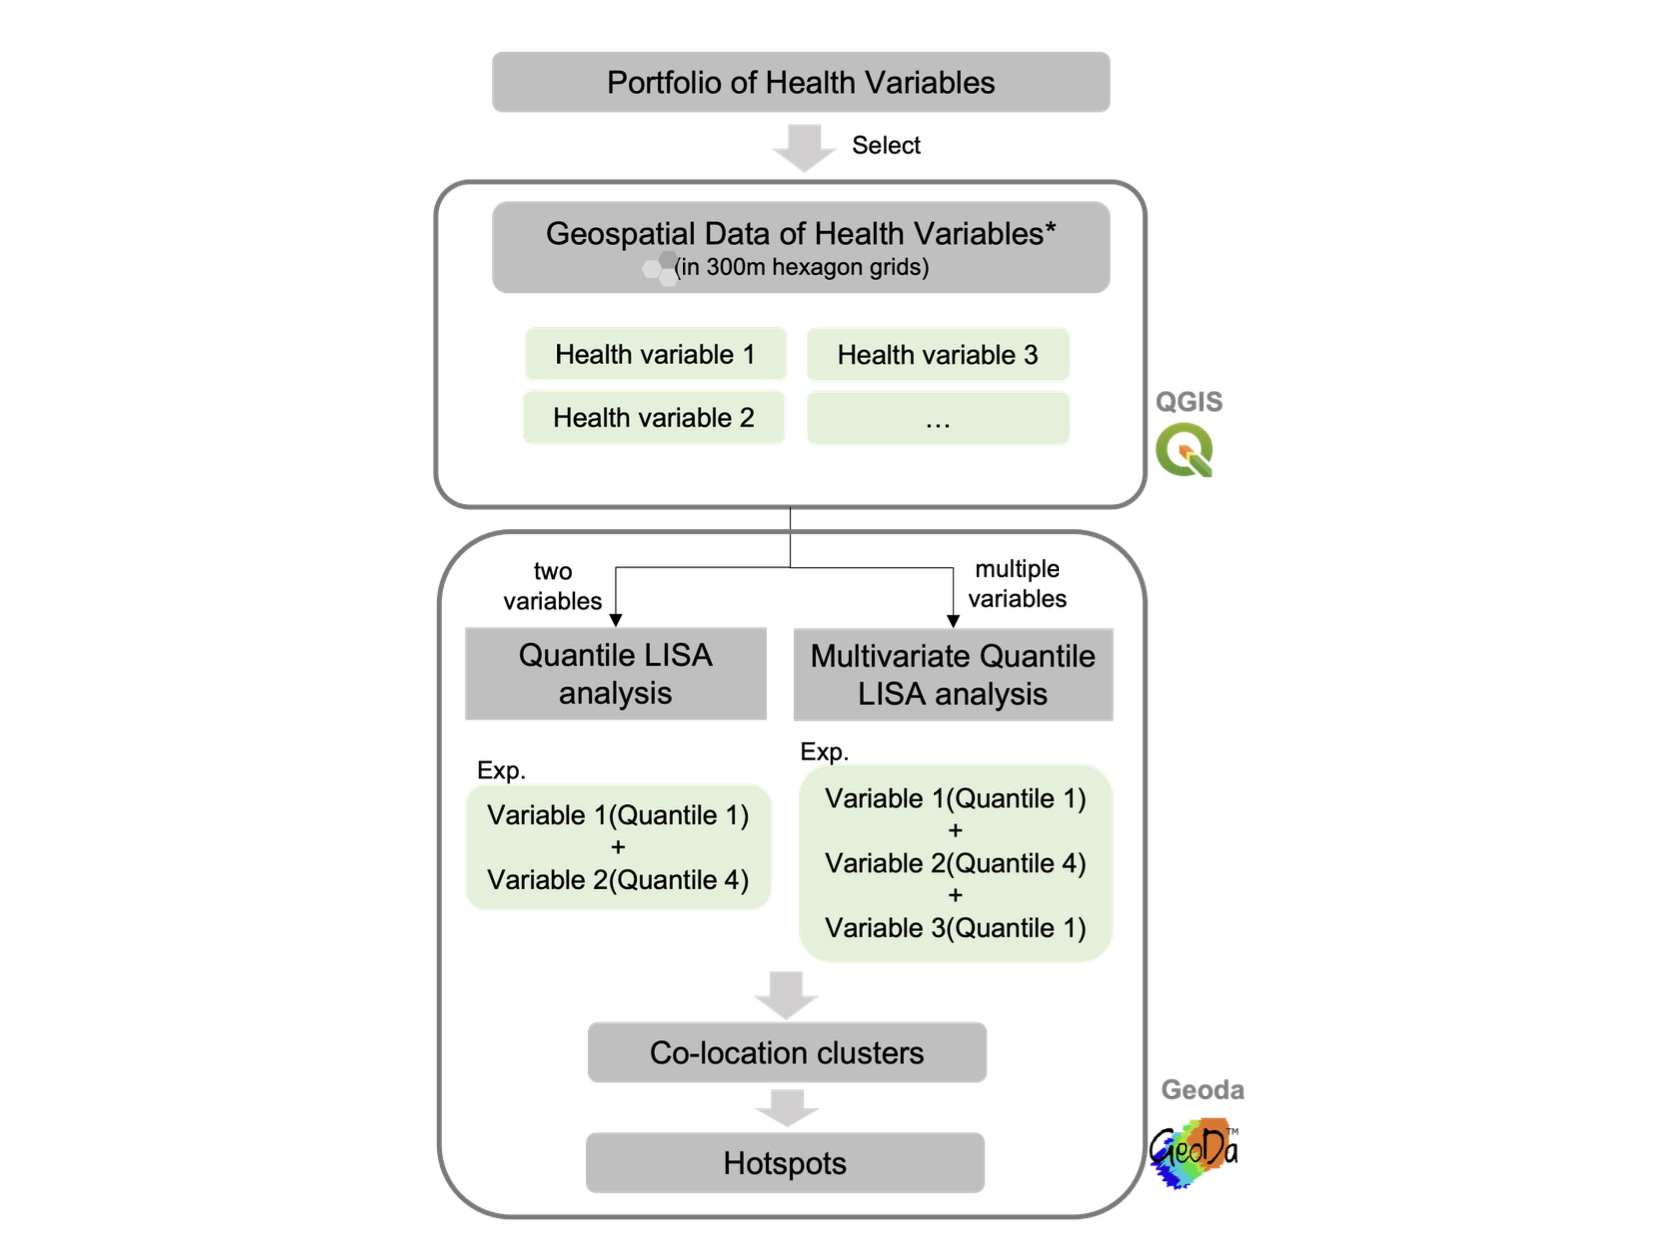 Portfolio of Health Variables
Select
Geospatial Data of Health Variables*
(in 300m hexagon grids)
Health variable 1
Health variable 3
Health variable 2
...
QGIS
two
variables
multiple
variables
Quantile LISA
analysis
Multivariate Quantile
LISA analysis
Exp.
Variable 1(Quantile 1)
+
Variable 2(Quantile 4)
Exp.
Variable 1(Quantile 1)
+
Variable 2(Quantile 4)
+
Variable 3(Quantile 1)
Co-location clusters
Hotspots
Geoda
GeoDa™